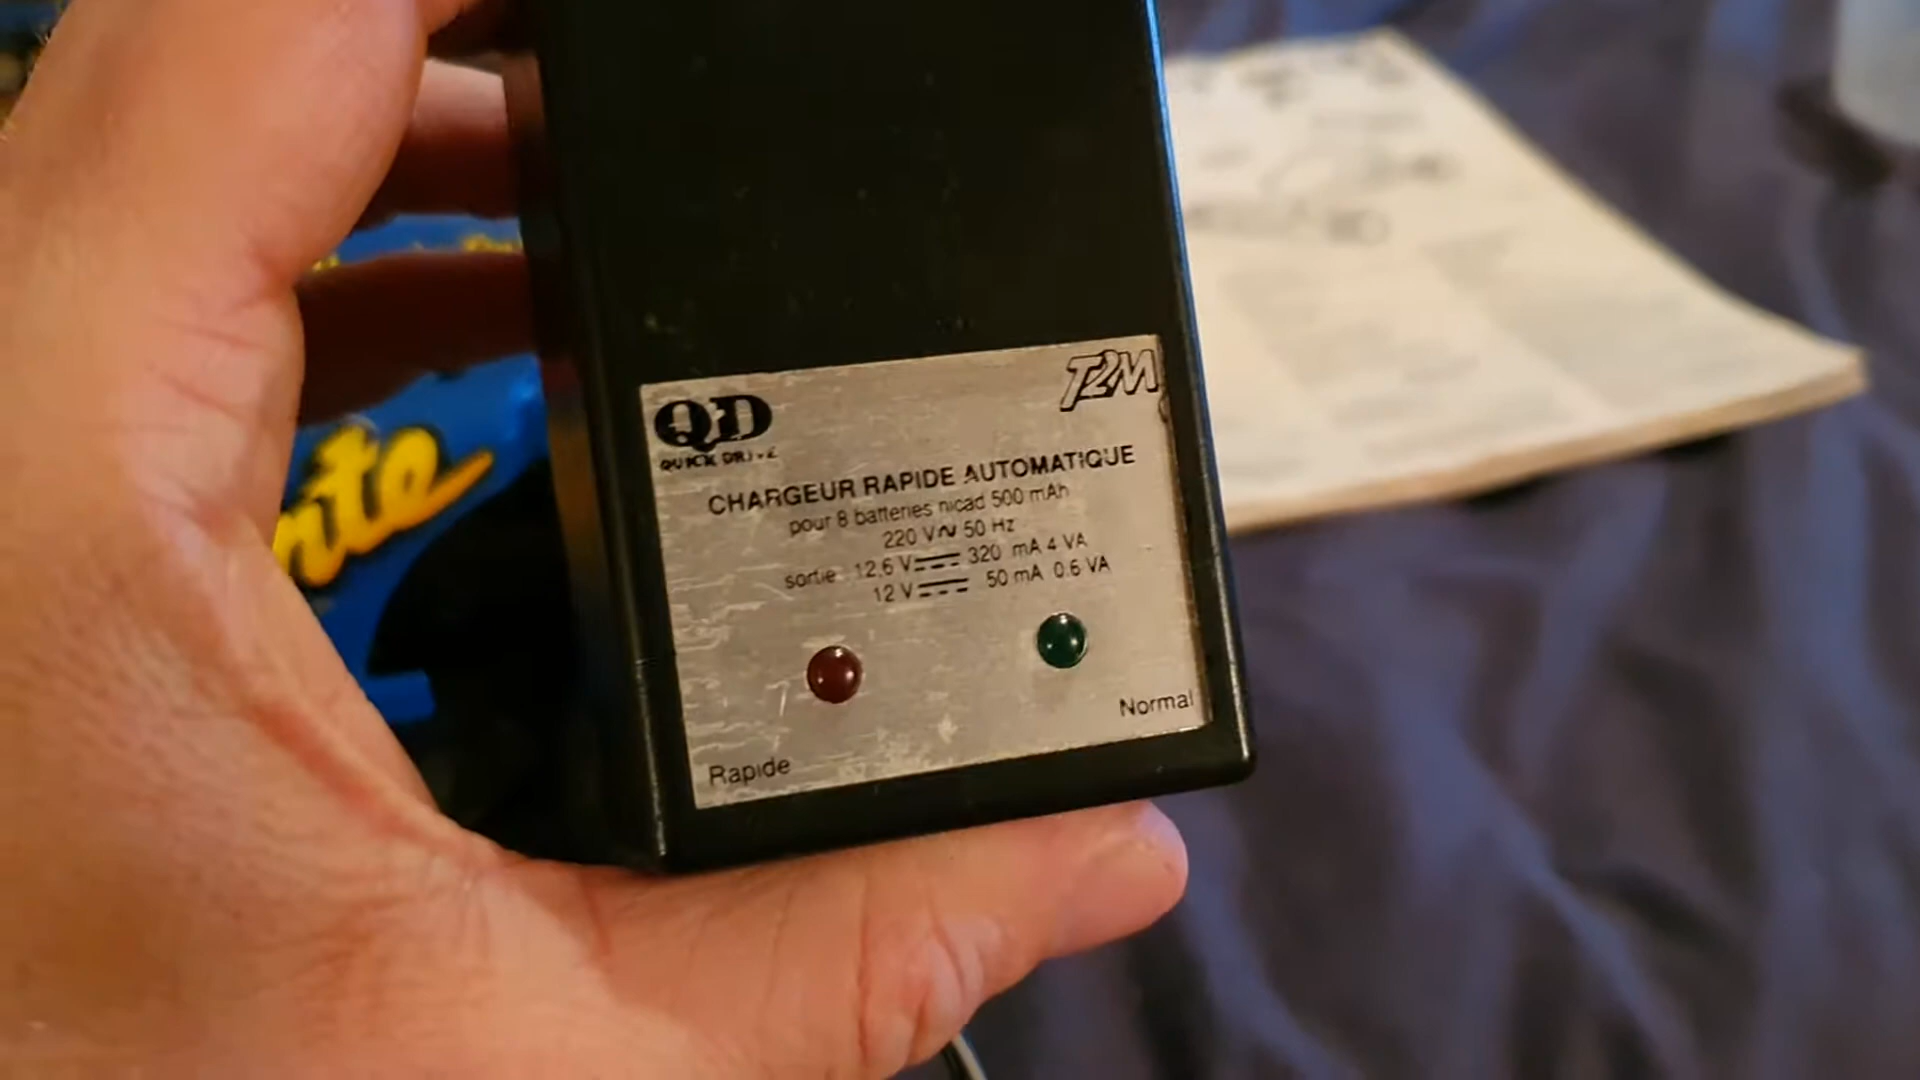 T2M
QD
QUICK DRIVE
CHARGEUR RAPIDE AUTOMATIQUE
pour 8 batteries nicad 500 mAh
220 V~ 50 Hz
sortie 12,6 V⎓ 320 mA 4 VA
12 V⎓ 50 mA 0.6 VA
Normal
Rapide